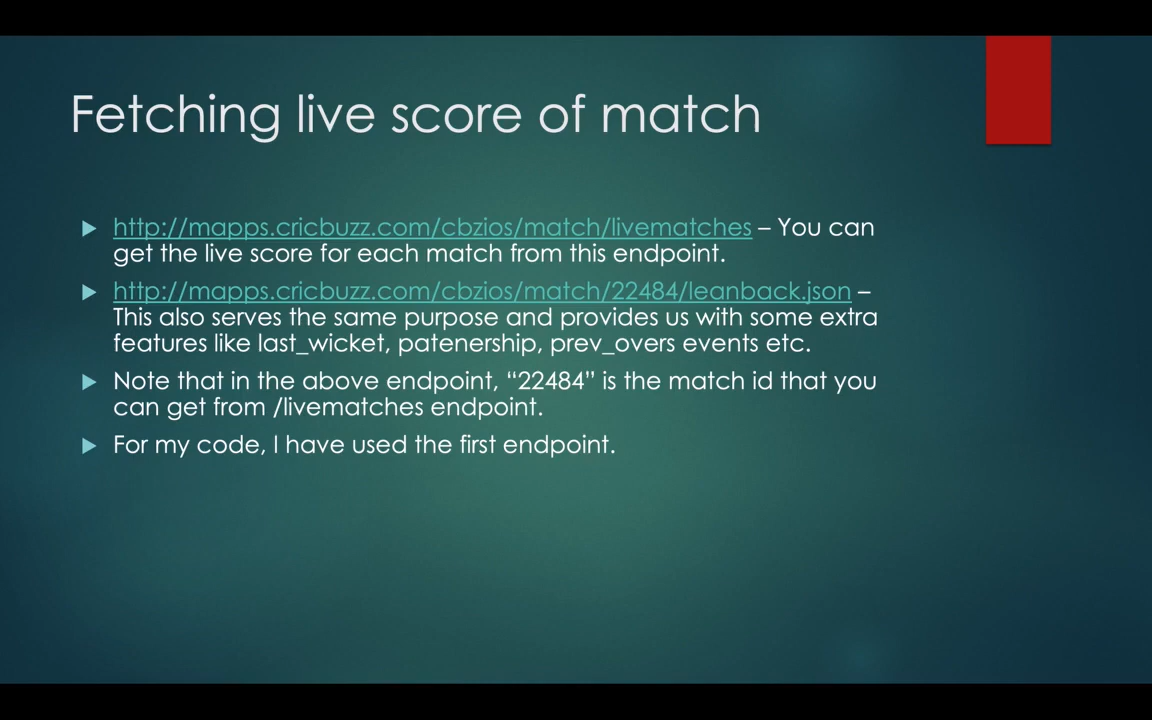 Fetching live score of match
http://mapps.cricbuzz.com/cbzios/match/livematches – You can
get the live score for each match from this endpoint.
http://mapps.cricbuzz.com/cbzios/match/22484/leanback.json –
This also serves the same purpose and provides us with some extra
features like last_wicket, patenership, prev_overs events etc.
Note that in the above endpoint, “22484” is the match id that you
can get from /livematches endpoint.
For my code, I have used the first endpoint.